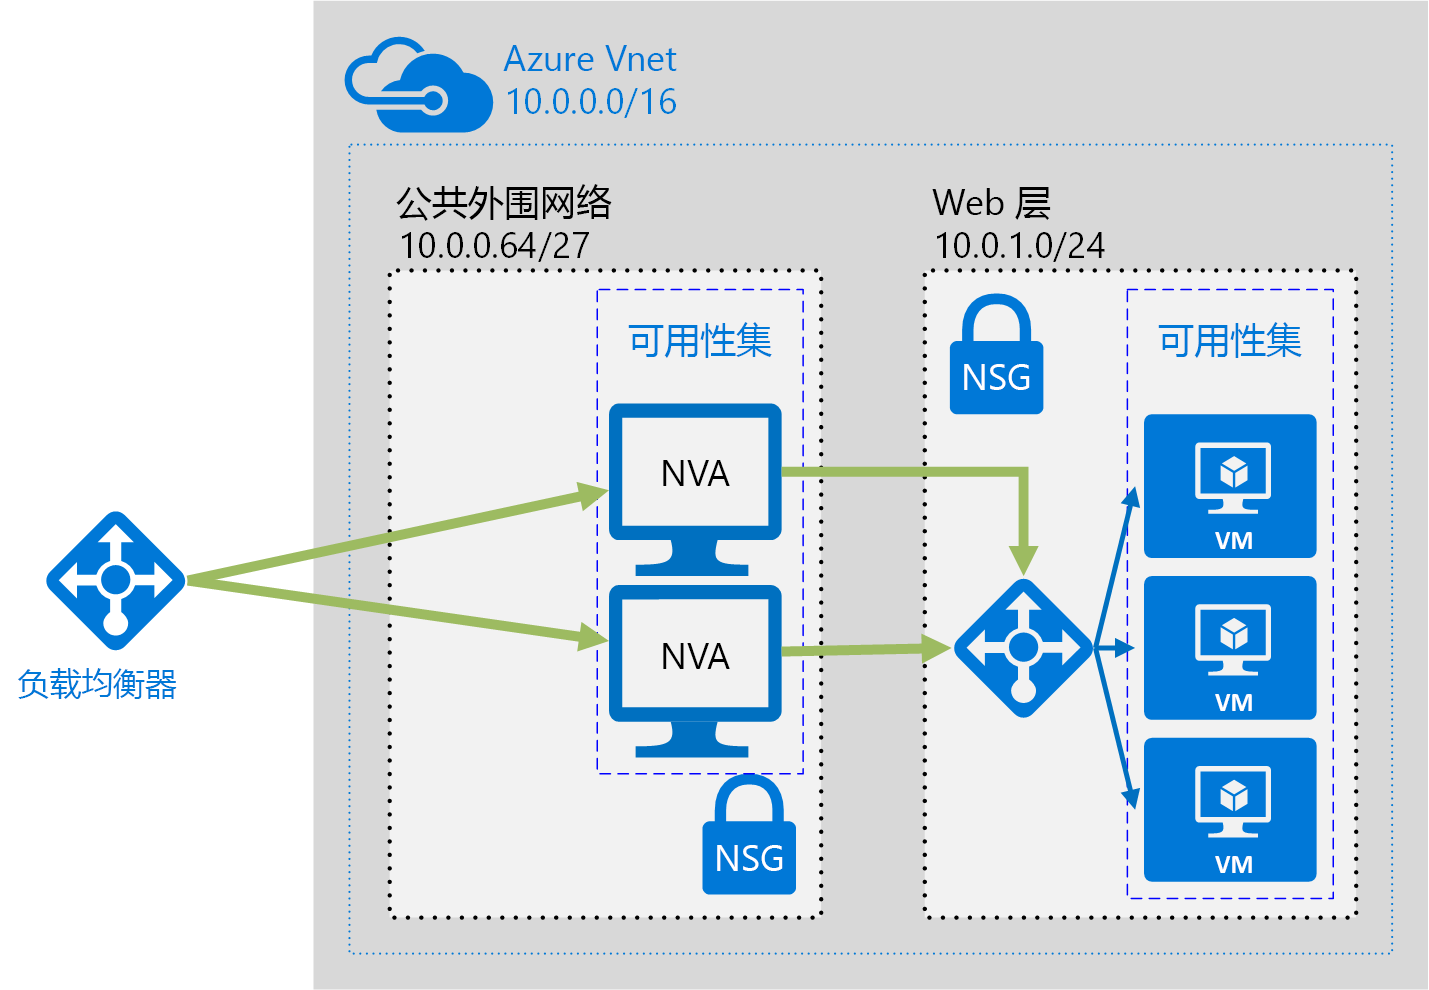 Azure Vnet
10.0.0.0/16
公共外围网络
10.0.0.64/27
Web 层
10.0.1.0/24
可用性集
NVA
NVA
NSG
NSG
可用性集
VM
VM
VM
负载均衡器